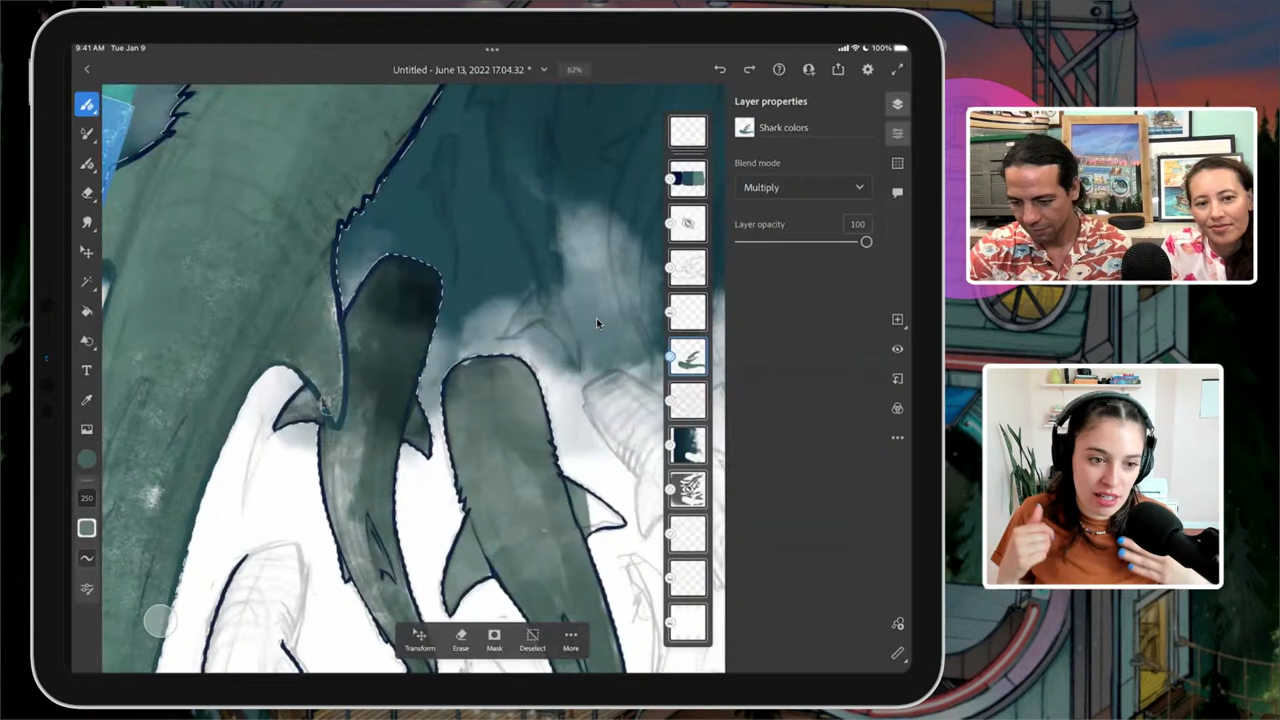 9:41 AM Tue Jan 9
100%
Untitled - June 13, 2022 17.04.32 *
62%
Layer properties
Shark colors
Blend mode
Multiply
Layer opacity 100
T
250
Transform
Erase
Mask
Deselect
More